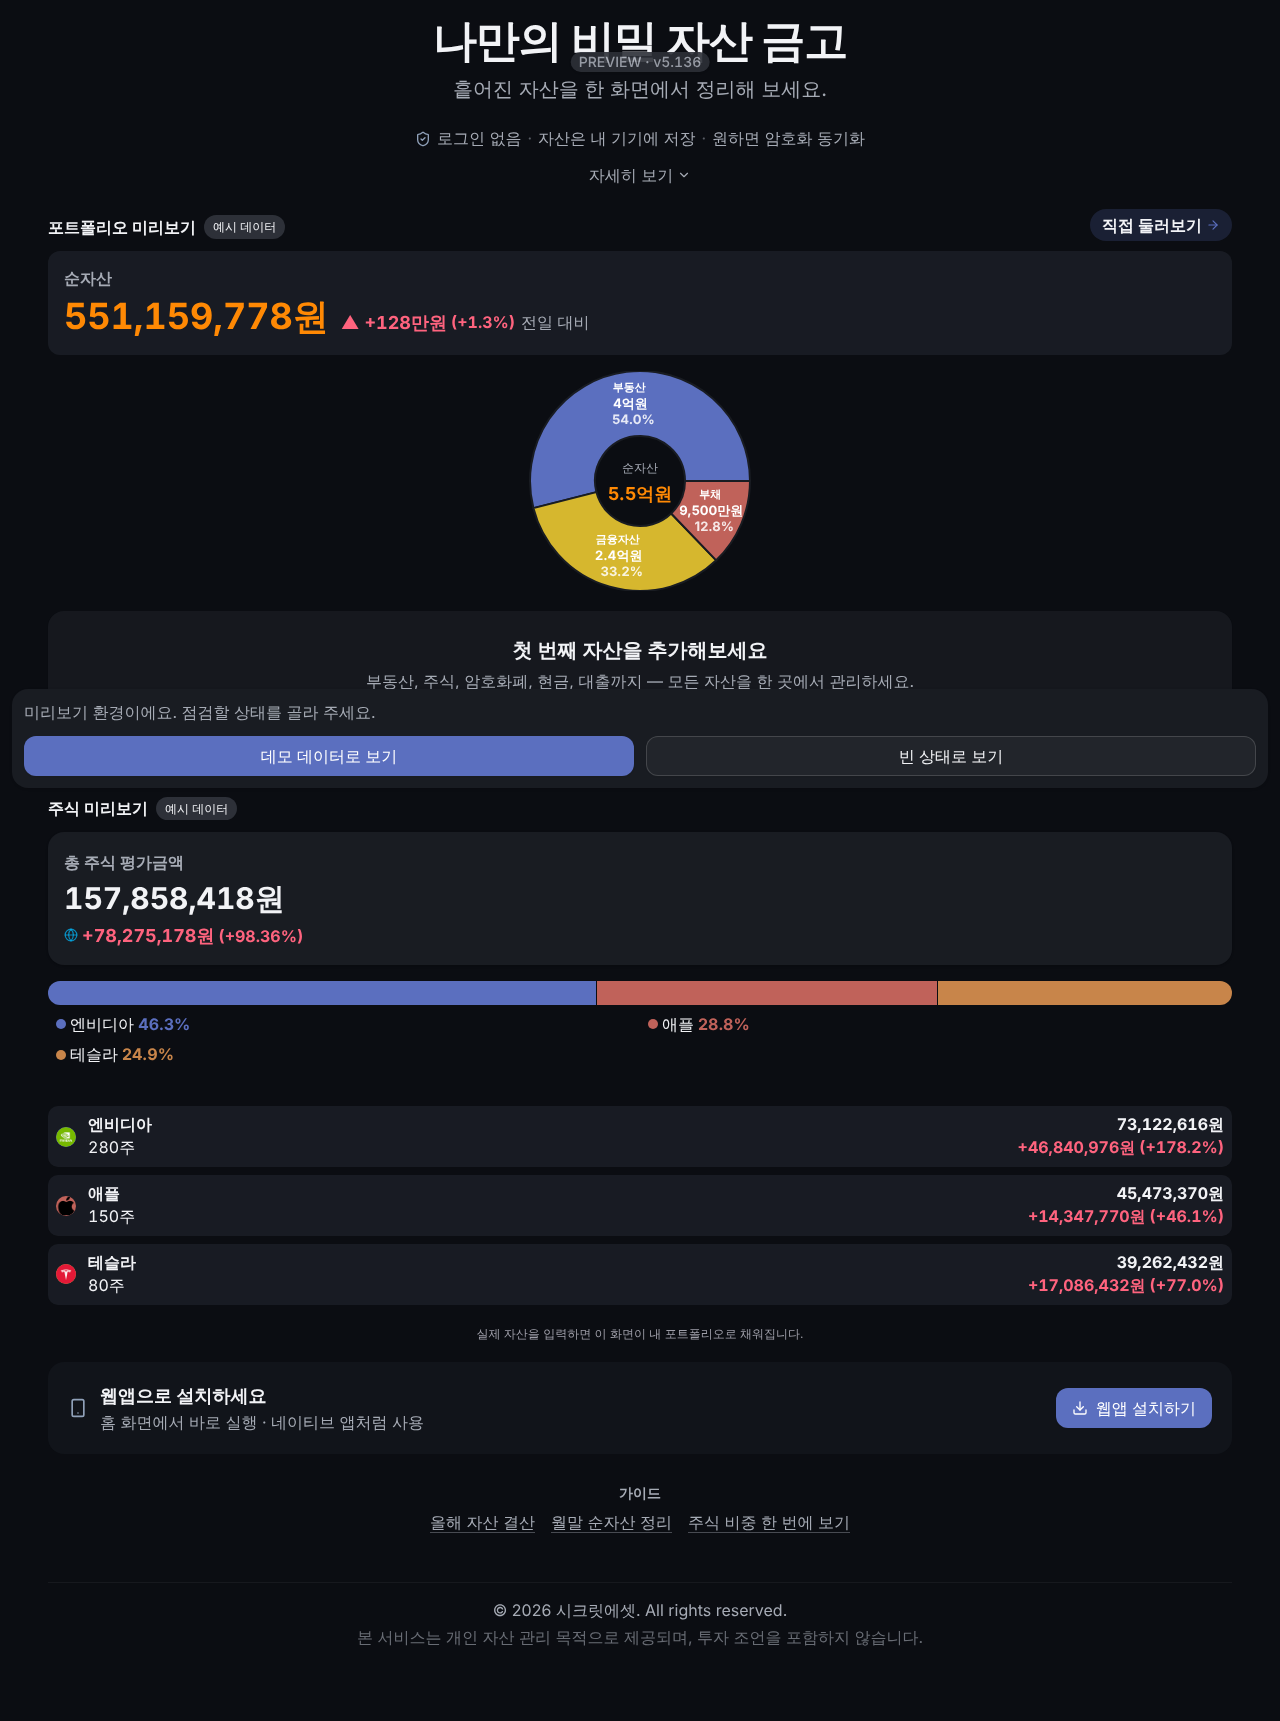 나만의 비밀 자산 금고
PREVIEW · v5.136
흩어진 자산을 한 화면에서 정리해 보세요.
로그인 없음 · 자산은 내 기기에 저장 · 원하면 암호화 동기화
자세히 보기
포트폴리오 미리보기 예시 데이터
직접 둘러보기
순자산
551,159,778원 ▲ +128만원 (+1.3%) 전일 대비
부동산
4억원
54.0%
순자산
5.5억원
부채
9,500만원
12.8%
금융자산
2.4억원
33.2%
첫 번째 자산을 추가해보세요
부동산, 주식, 암호화폐, 현금, 대출까지 — 모든 자산을 한 곳에서 관리하세요.
미리보기 환경이에요. 점검할 상태를 골라 주세요.
데모 데이터로 보기
빈 상태로 보기
주식 미리보기 예시 데이터
총 주식 평가금액
157,858,418원
+78,275,178원 (+98.36%)
엔비디아 46.3%
애플 28.8%
테슬라 24.9%
엔비디아
280주
73,122,616원
+46,840,976원 (+178.2%)
애플
150주
45,473,370원
+14,347,770원 (+46.1%)
테슬라
80주
39,262,432원
+17,086,432원 (+77.0%)
실제 자산을 입력하면 이 화면이 내 포트폴리오로 채워집니다.
웹앱으로 설치하세요
홈 화면에서 바로 실행 · 네이티브 앱처럼 사용
웹앱 설치하기
가이드
올해 자산 결산 월말 순자산 정리 주식 비중 한 번에 보기
© 2026 시크릿에셋. All rights reserved.
본 서비스는 개인 자산 관리 목적으로 제공되며, 투자 조언을 포함하지 않습니다.